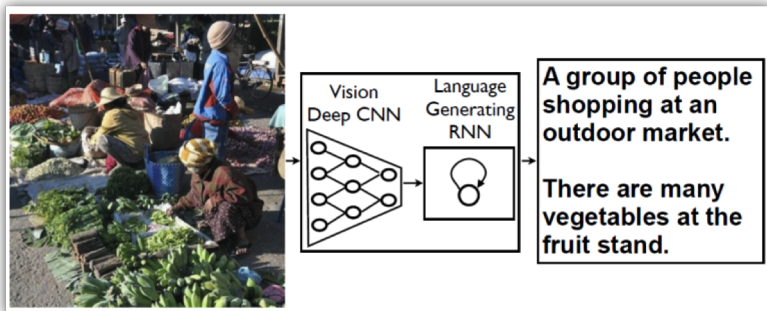 Vision
Deep CNN
Language
Generating
RNN
A group of people
shopping at an
outdoor market.
There are many
vegetables at the
fruit stand.